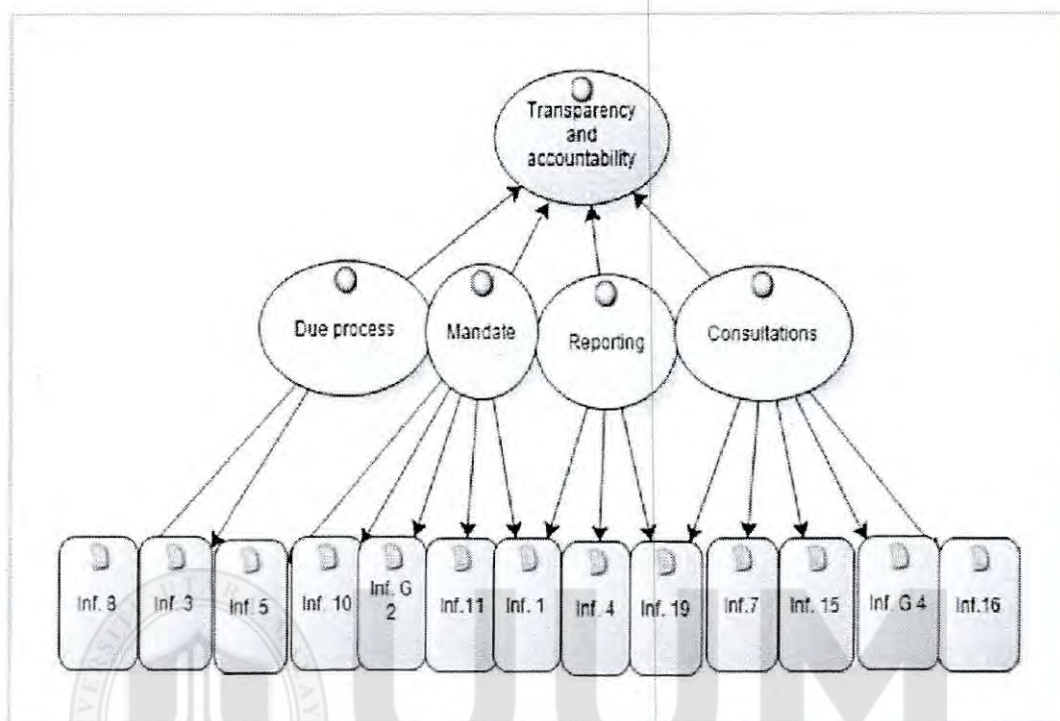 Transparency
and
accountability
Due process
Mandate
Reporting
Consultations
Inf. 8
Inf. 3
Inf. 5
Inf. 10
Inf. G
2
Inf.11
Inf. 1
Inf. 4
Inf. 19
Inf.7
Inf. 15
Inf. G 4
Inf.16
UUM